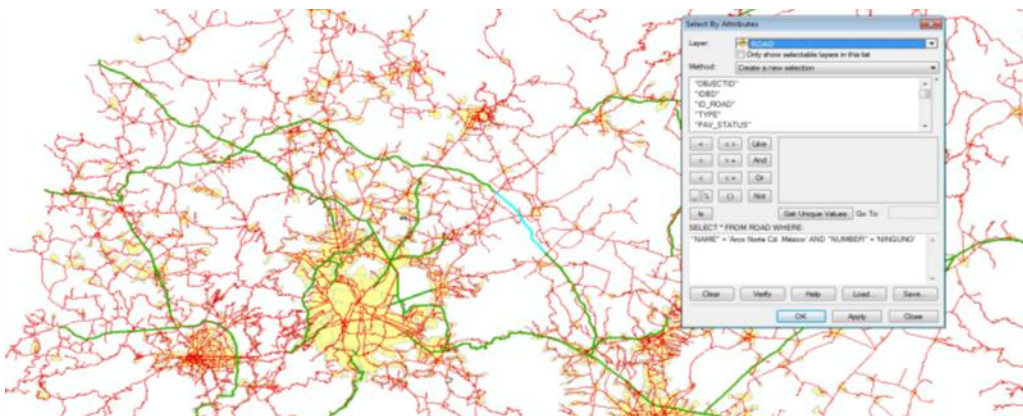 Select By Attributes
Layer: ROAD
Only show selectable layers in this list
Method: Create a new selection
"OBJECTID"
"IDBD"
"ID_ROAD"
"TYPE"
"PAV_STATUS"
< > Like
> = And
Or
% () Not
Is Get Unique Values Go To:
SELECT * FROM ROAD WHERE:
"NAME" = 'Arco Norte Cd. México' AND "NUMBER" = 'NINGUNO'
Clear Verify Help Load... Save...
OK Apply Close